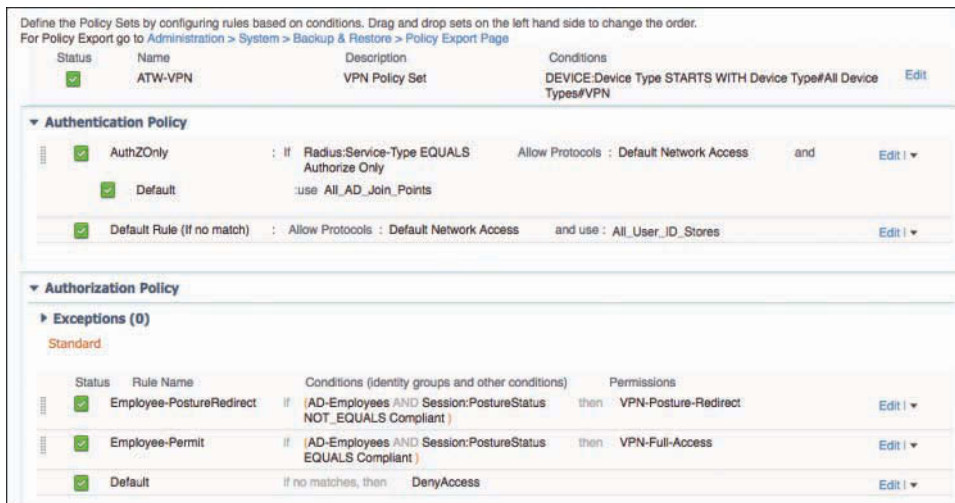 Define the Policy Sets by configuring rules based on conditions. Drag and drop sets on the left hand side to change the order.
For Policy Export go to Administration > System > Backup & Restore > Policy Export Page
Status Name Description Conditions
ATW-VPN VPN Policy Set DEVICE:Device Type STARTS WITH Device Type#All Device Edit
Types#VPN
Authentication Policy
AuthZOnly : If Radius:Service-Type EQUALS Allow Protocols : Default Network Access and Edit |
Authorize Only
Default :use All_AD_Join_Points
Default Rule (If no match) : Allow Protocols : Default Network Access and use : All_User_ID_Stores Edit |
Authorization Policy
Exceptions (0)
Standard
Status Rule Name Conditions (identity groups and other conditions) Permissions
Employee-PostureRedirect if (AD-Employees AND Session:PostureStatus then VPN-Posture-Redirect Edit |
NOT_EQUALS Compliant )
Employee-Permit if (AD-Employees AND Session:PostureStatus then VPN-Full-Access Edit |
EQUALS Compliant )
Default if no matches, then DenyAccess Edit |